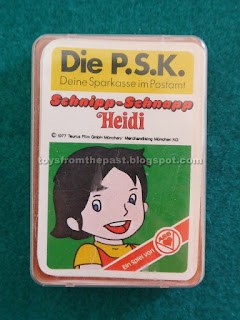 Die P.S.K.
Deine Sparkasse im Postamt
Schnipp-Schnapp
Heidi
© 1977 Taurus Film GmbH München/ Merchandising München KG
toysfromthepast.blogspot.com
Ein Spiel von